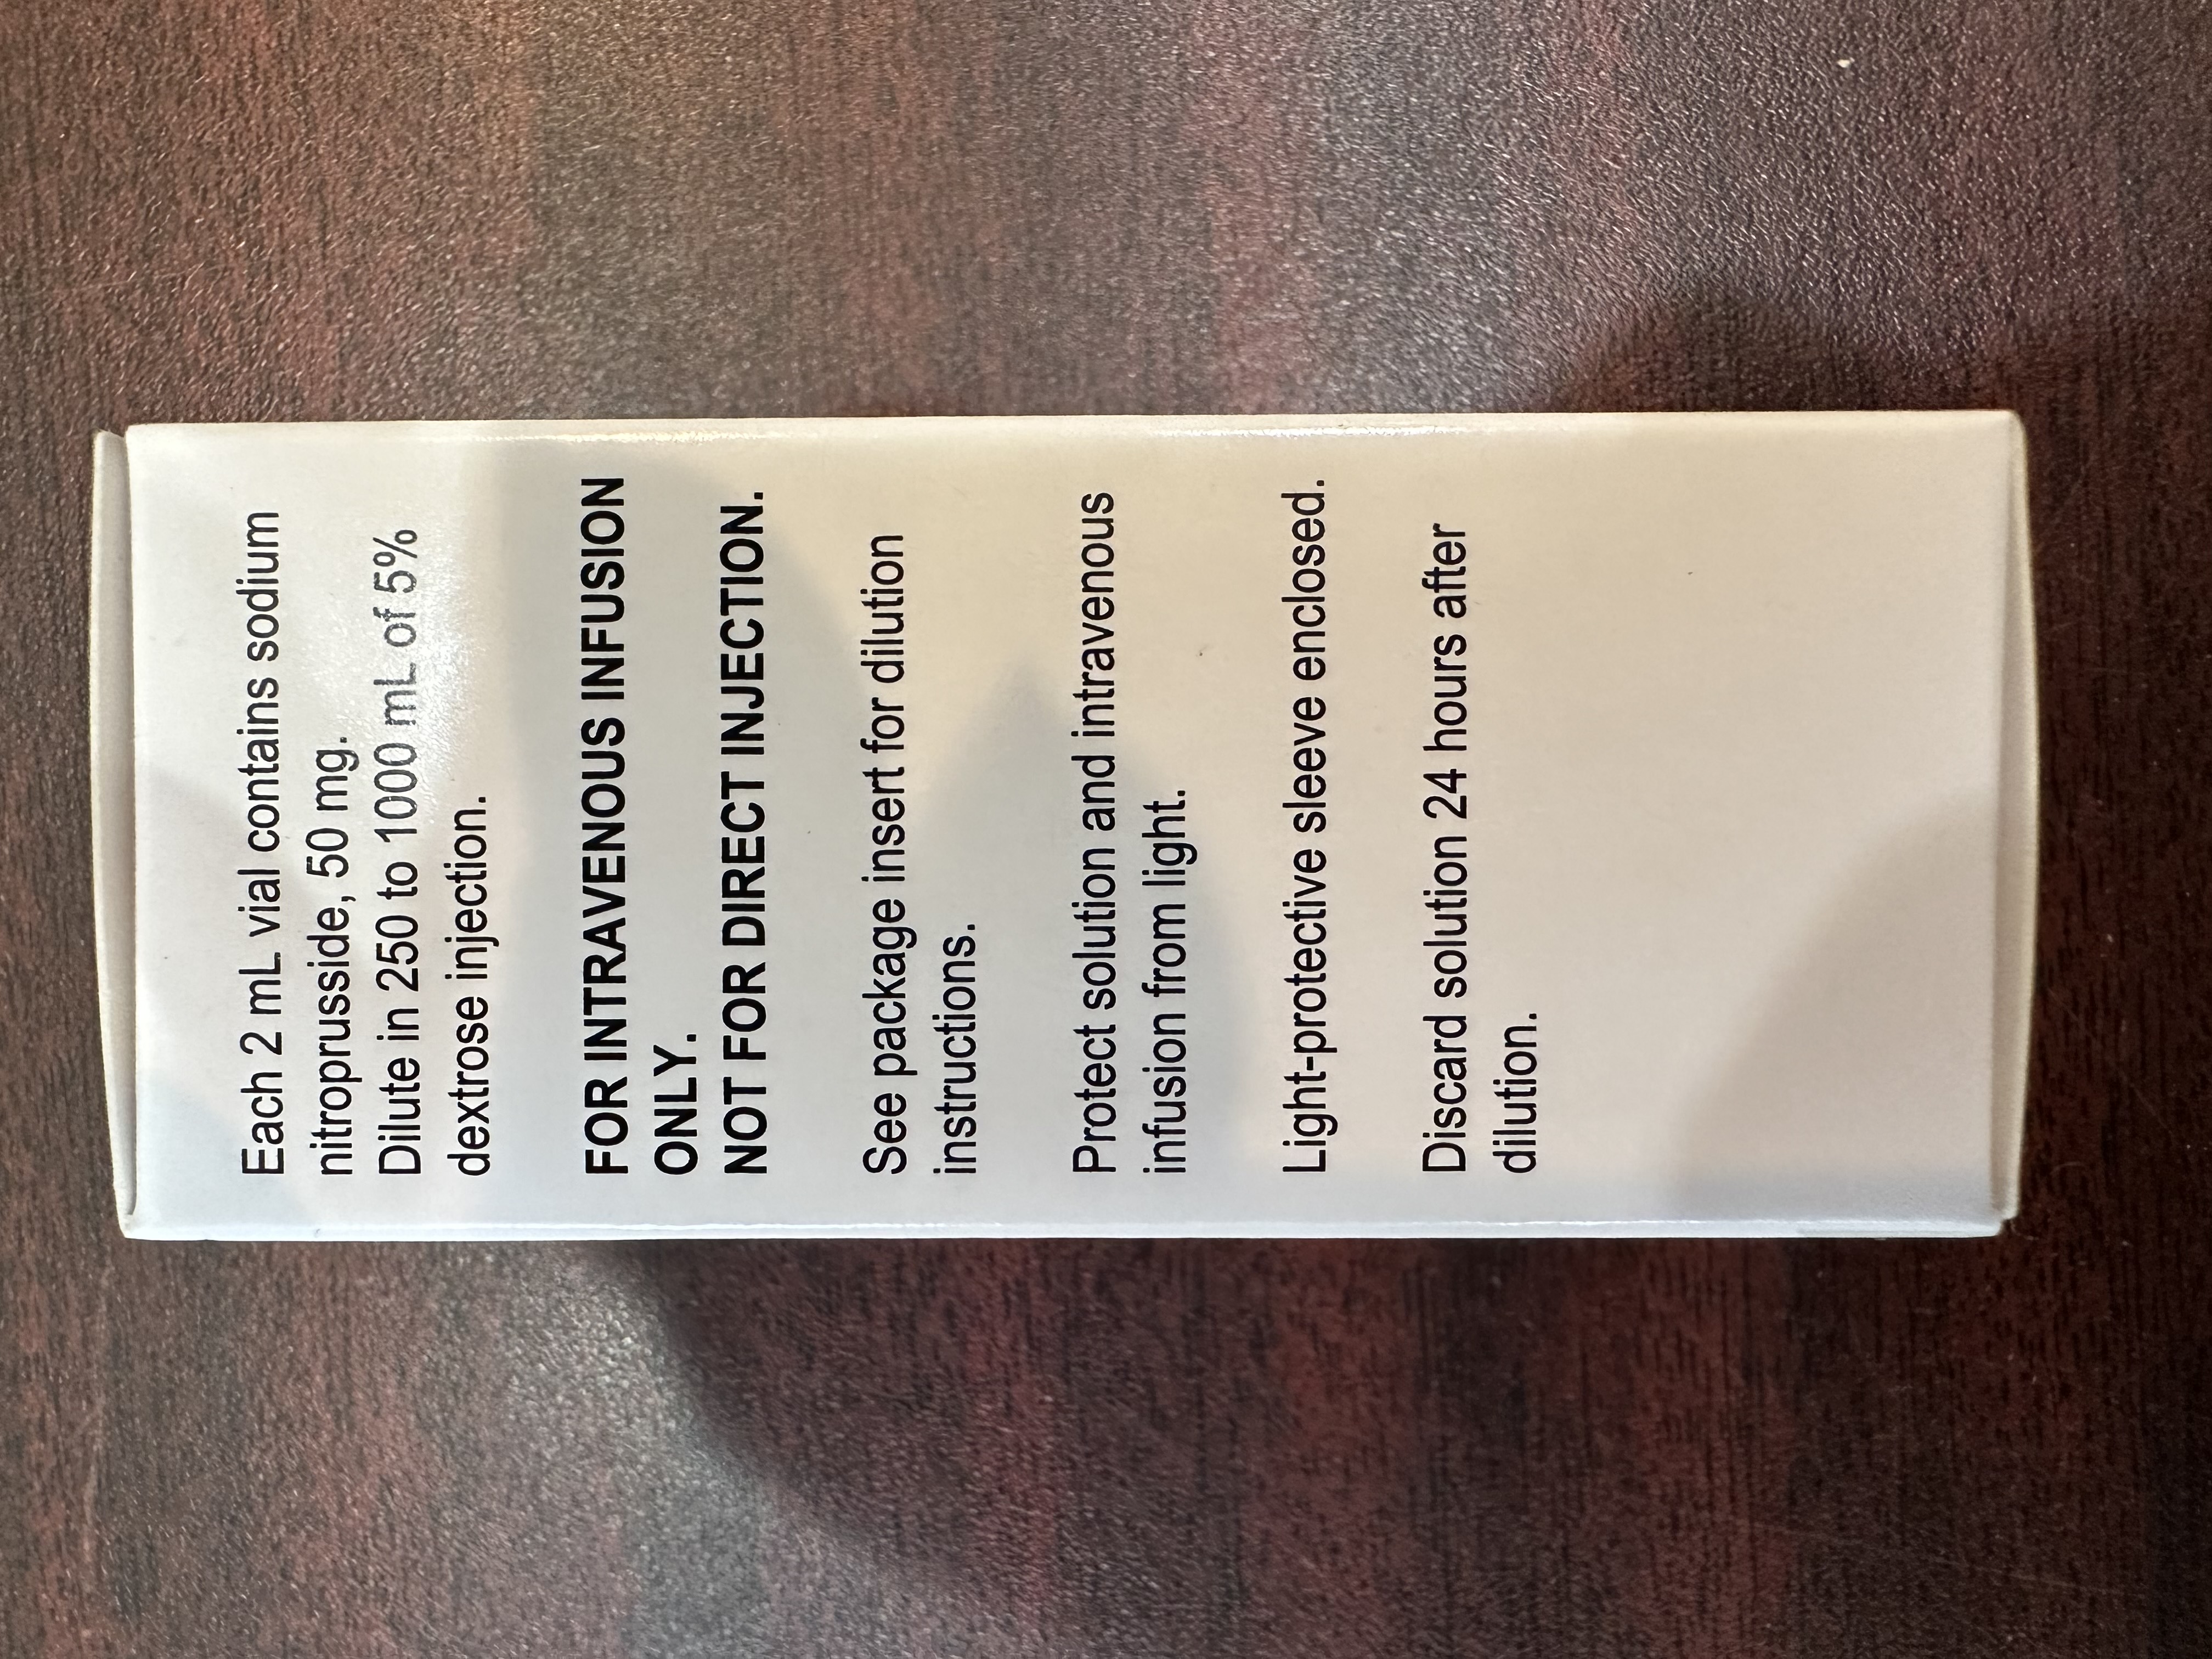 Each 2 mL vial contains sodium
nitroprusside, 50 mg.
Dilute in 250 to 1000 mL of 5%
dextrose injection.
FOR INTRAVENOUS INFUSION
ONLY.
NOT FOR DIRECT INJECTION.
See package insert for dilution
instructions.
Protect solution and intravenous
infusion from light.
Light-protective sleeve enclosed.
Discard solution 24 hours after
dilution.